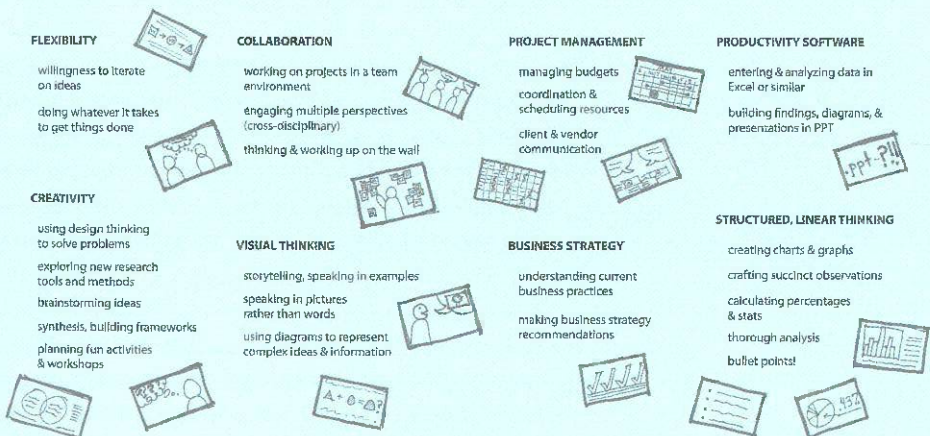 FLEXIBILITY
willingness to iterate
on ideas
doing whatever it takes
to get things done
CREATIVITY
using design thinking
to solve problems
exploring new research
tools and methods
brainstorming ideas
synthesis, building frameworks
planning fun activities
& workshops
COLLABORATION
working on projects in a team
environment
engaging multiple perspectives
(cross-disciplinary)
thinking & working up on the wall
VISUAL THINKING
storytelling, speaking in examples
speaking in pictures
rather than words
using diagrams to represent
complex ideas & information
PROJECT MANAGEMENT
managing budgets
coordination &
scheduling resources
client & vendor
communication
BUSINESS STRATEGY
understanding current
business practices
making business strategy
recommendations
PRODUCTIVITY SOFTWARE
entering & analyzing data in
Excel or similar
building findings, diagrams, &
presentations in PPT
.ppt-?!!
STRUCTURED, LINEAR THINKING
creating charts & graphs
crafting succinct observations
calculating percentages
& stats
thorough analysis
bullet points!
43%